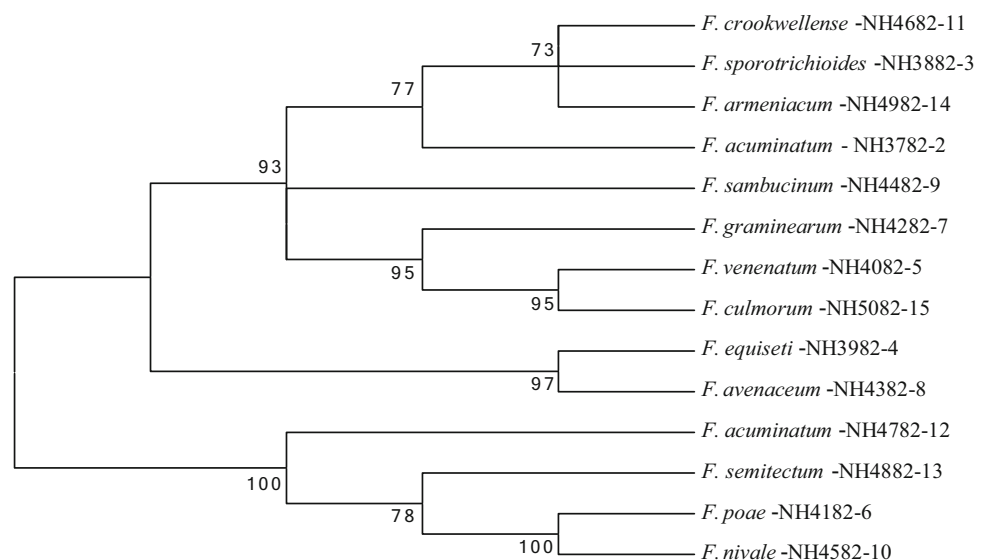 F. crookwellense -NH4682-11
73
F. sporotrichioides -NH3882-3
77
F. armeniacum -NH4982-14
F. acuminatum - NH3782-2
93
F. sambucinum -NH4482-9
F. graminearum -NH4282-7
95
F. venenatum -NH4082-5
95
F. culmorum -NH5082-15
F. equiseti -NH3982-4
97
F. avenaceum -NH4382-8
F. acuminatum -NH4782-12
100
F. semitectum -NH4882-13
78
F. poae -NH4182-6
100
F. nivale -NH4582-10